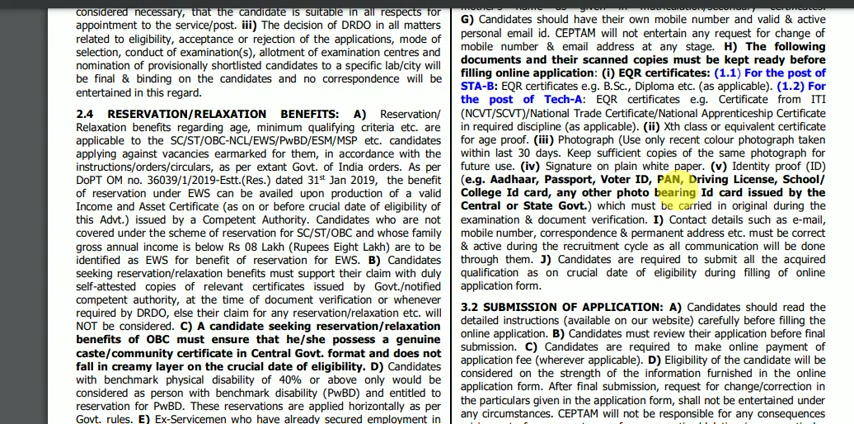 considered necessary, that the candidate is suitable in all respects for
appointment to the service/post. iii) The decision of DRDO in all matters
related to eligibility, acceptance or rejection of the applications, mode of
selection, conduct of examination(s), allotment of examination centres and
nomination of provisionally shortlisted candidates to a specific lab/city will
be final & binding on the candidates and no correspondence will be
entertained in this regard.
2.4 RESERVATION/RELAXATION BENEFITS: A) Reservation/
Relaxation benefits regarding age, minimum qualifying criteria etc. are
applicable to the SC/ST/OBC-NCL/EWS/PwBD/ESM/MSP etc. candidates
applying against vacancies earmarked for them, in accordance with the
instructions/orders/circulars, as per extant Govt. of India orders. As per
DoPT OM no. 36039/1/2019-Estt.(Res.) dated 31st Jan 2019, the benefit
of reservation under EWS can be availed upon production of a valid
Income and Asset Certificate (as on or before crucial date of eligibility of
this Advt.) issued by a Competent Authority. Candidates who are not
covered under the scheme of reservation for SC/ST/OBC and whose family
gross annual income is below Rs 08 Lakh (Rupees Eight Lakh) are to be
identified as EWS for benefit of reservation for EWS. B) Candidates
seeking reservation/relaxation benefits must support their claim with duly
self-attested copies of relevant certificates issued by Govt./notified
competent authority, at the time of document verification or whenever
required by DRDO, else their claim for any reservation/relaxation etc. will
NOT be considered. C) A candidate seeking reservation/relaxation
benefits of OBC must ensure that he/she possess a genuine
caste/community certificate in Central Govt. format and does not
fall in creamy layer on the crucial date of eligibility. D) Candidates
with benchmark physical disability of 40% or above only would be
considered as person with benchmark disability (PwBD) and entitled to
reservation for PwBD. These reservations are applied horizontally as per
Govt. rules. E) Ex-Servicemen who have already secured employment in
mother's name as given in matriculation/secondary certificates.
G) Candidates should have their own mobile number and valid & active
personal email id. CEPTAM will not entertain any request for change of
mobile number & email address at any stage. H) The following
documents and their scanned copies must be kept ready before
filling online application: (i) EQR certificates: (1.1) For the post of
STA-B: EQR certificates e.g. B.Sc., Diploma etc. (as applicable). (1.2) For
the post of Tech-A: EQR certificates e.g. Certificate from ITI
(NCVT/SCVT)/National Trade Certificate/National Apprenticeship Certificate
in required discipline (as applicable). (ii) Xth class or equivalent certificate
for age proof. (iii) Photograph (Use only recent colour photograph taken
within last 30 days. Keep sufficient copies of the same photograph for
future use. (iv) Signature on plain white paper. (v) Identity proof (ID)
(e.g. Aadhaar, Passport, Voter ID, PAN, Driving License, School/
College Id card, any other photo bearing Id card issued by the
Central or State Govt.) which must be carried in original during the
examination & document verification. I) Contact details such as e-mail,
mobile number, correspondence & permanent address etc. must be correct
& active during the recruitment cycle as all communication will be done
through them. J) Candidates are required to submit all the acquired
qualification as on crucial date of eligibility during filling of online
application form.
3.2 SUBMISSION OF APPLICATION: A) Candidates should read the
detailed instructions (available on our website) carefully before filling the
online application. B) Candidates must review their application before final
submission. C) Candidates are required to make online payment of
application fee (wherever applicable). D) Eligibility of the candidate will be
considered on the strength of the information furnished in the online
application form. After final submission, request for change/correction in
the particulars given in the application form, shall not be entertained under
any circumstances. CEPTAM will not be responsible for any consequences